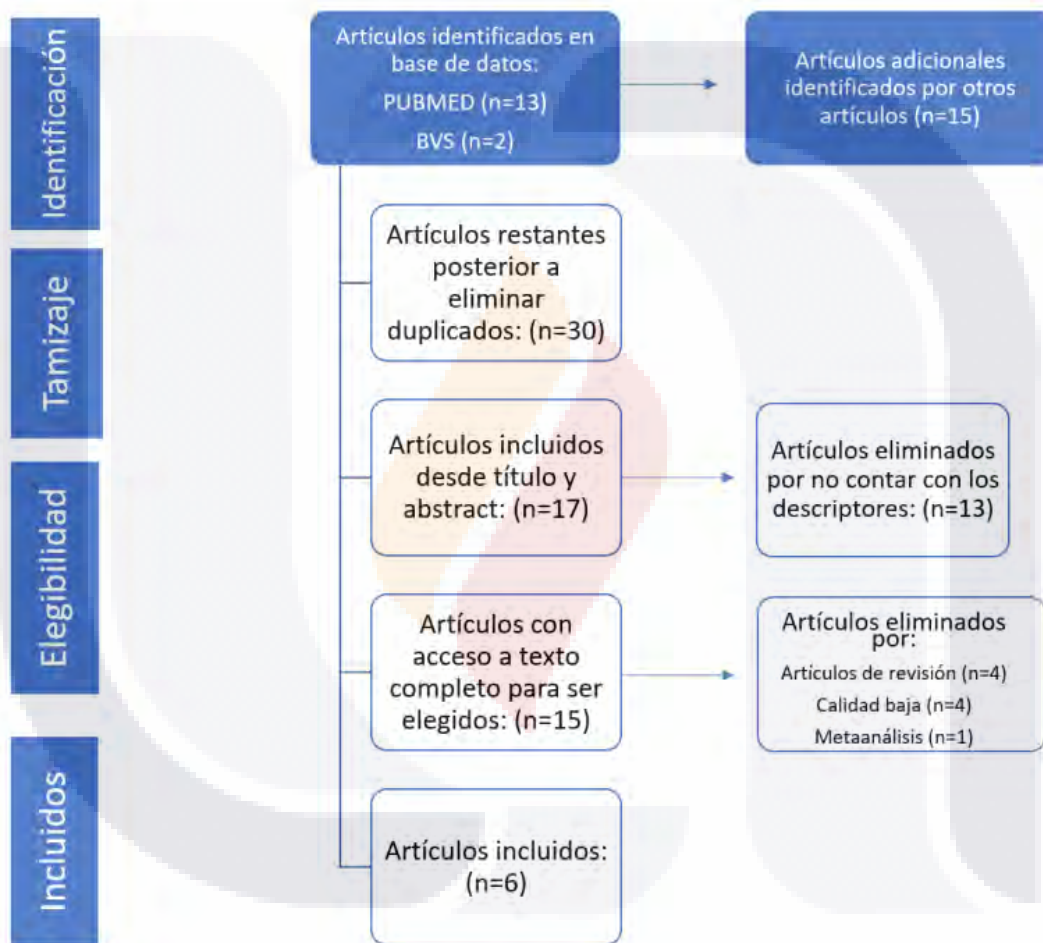 Identificación
Artículos identificados en
base de datos:
PUBMED (n=13)
BVS (n=2)
Artículos adicionales
identificados por otros
artículos (n=15)
Tamizaje
Artículos restantes
posterior a
eliminar
duplicados: (n=30)
Elegibilidad
Artículos incluidos
desde título y
abstract: (n=17)
Artículos eliminados
por no contar con los
descriptores: (n=13)
Artículos con
acceso a texto
completo para ser
elegidos: (n=15)
Artículos eliminados
por:
Artículos de revisión (n=4)
Calidad baja (n=4)
Metaanálisis (n=1)
Incluidos
Artículos incluidos:
(n=6)